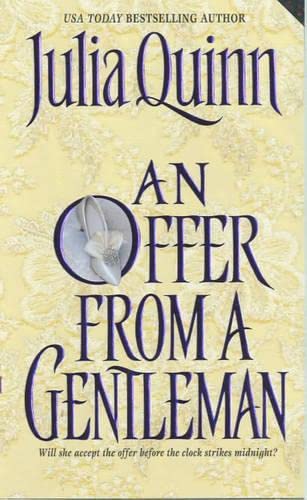 USA TODAY BESTSELLING AUTHOR
Julia Quinn
AN
OFFER
FROM A
GENTLEMAN
Will she accept the offer before the clock strikes midnight?